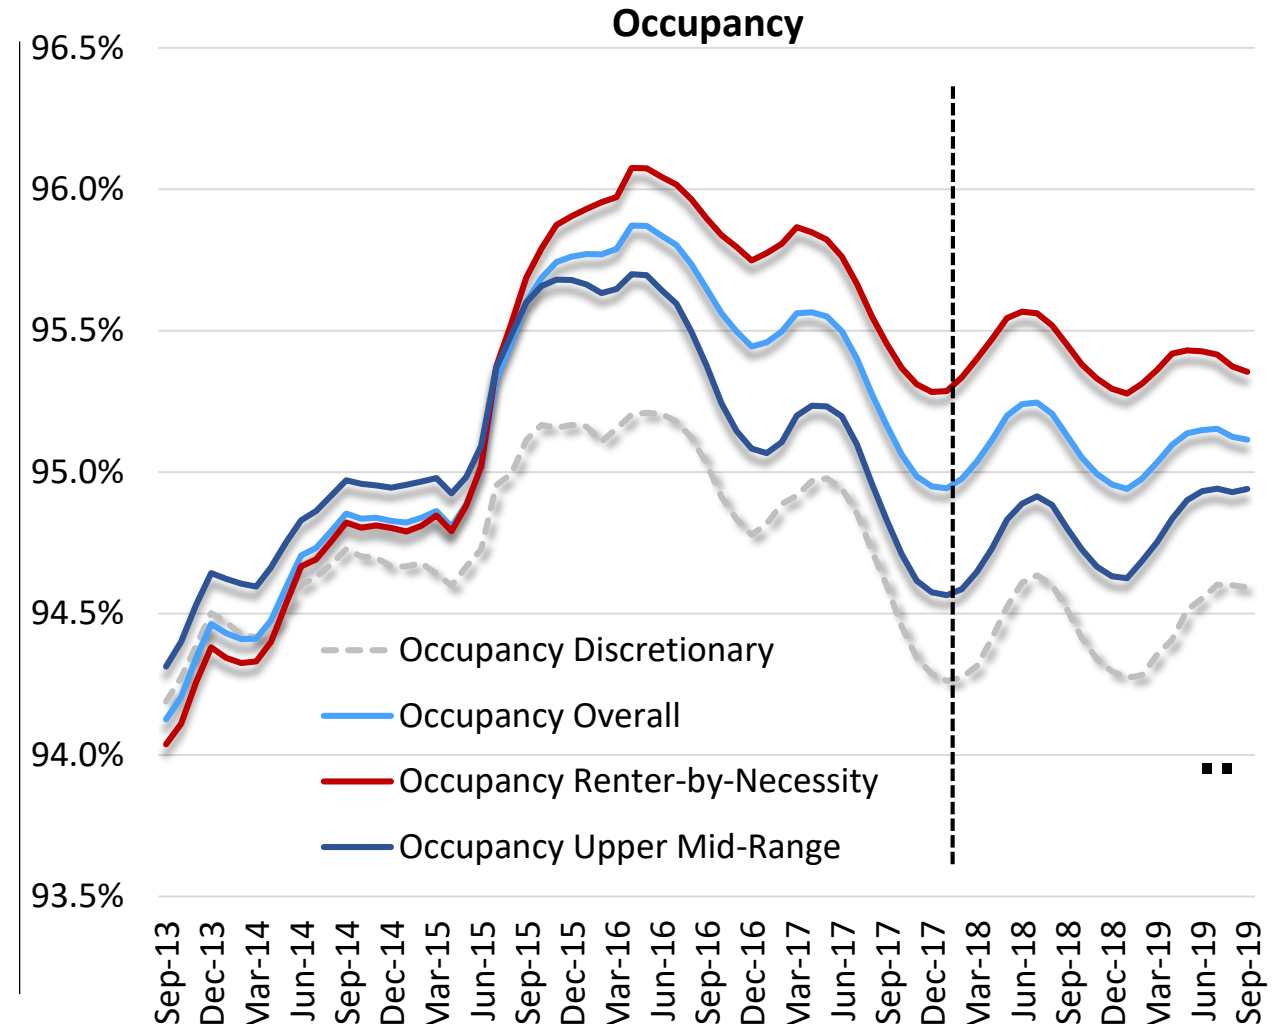 Occupancy
96.5%
96.0%
95.5%
95.0%
94.5%
94.0%
93.5%
Occupancy Discretionary
Occupancy Overall
Occupancy Renter-by-Necessity
Occupancy Upper Mid-Range
Sep-13
Dec-13
Mar-14
Jun-14
Sep-14
Dec-14
Mar-15
Jun-15
Sep-15
Dec-15
Mar-16
Jun-16
Sep-16
Dec-16
Mar-17
Jun-17
Sep-17
Dec-17
Mar-18
Jun-18
Sep-18
Dec-18
Mar-19
Jun-19
Sep-19